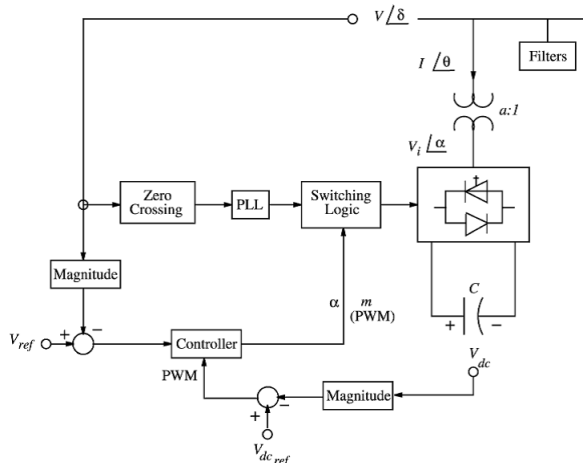 V/δ
Filters
I /θ
a:1
V_i /α
Zero
Crossing
PLL
Switching
Logic
Magnitude
α
m
(PWM)
C
+
−
V_ref
+
−
Controller
V_dc
PWM
Magnitude
−
+
V_dc_ref